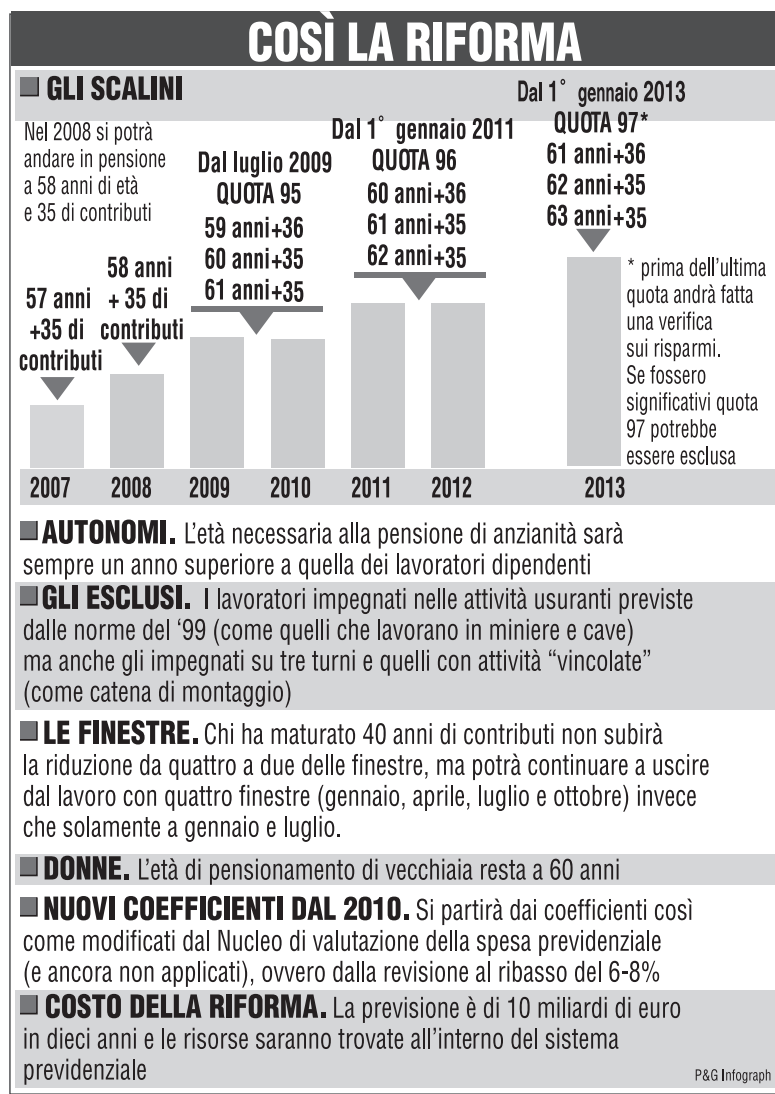 COSÌ LA RIFORMA
GLI SCALINI
Nel 2008 si potrà
andare in pensione
a 58 anni di età
e 35 di contributi
57 anni
+35 di
contributi
58 anni
+ 35 di
contributi
Dal luglio 2009
QUOTA 95
59 anni+36
60 anni+35
61 anni+35
Dal 1° gennaio 2011
QUOTA 96
60 anni+36
61 anni+35
62 anni+35
Dal 1° gennaio 2013
QUOTA 97*
61 anni+36
62 anni+35
63 anni+35
* prima dell'ultima
quota andrà fatta
una verifica
sui risparmi.
Se fossero
significativi quota
97 potrebbe
essere esclusa
2007 2008 2009 2010 2011 2012 2013
AUTONOMI. L'età necessaria alla pensione di anzianità sarà
sempre un anno superiore a quella dei lavoratori dipendenti
GLI ESCLUSI. I lavoratori impegnati nelle attività usuranti previste
dalle norme del '99 (come quelli che lavorano in miniere e cave)
ma anche gli impegnati su tre turni e quelli con attività "vincolate"
(come catena di montaggio)
LE FINESTRE. Chi ha maturato 40 anni di contributi non subirà
la riduzione da quattro a due delle finestre, ma potrà continuare a uscire
dal lavoro con quattro finestre (gennaio, aprile, luglio e ottobre) invece
che solamente a gennaio e luglio.
DONNE. L'età di pensionamento di vecchiaia resta a 60 anni
NUOVI COEFFICIENTI DAL 2010. Si partirà dai coefficienti così
come modificati dal Nucleo di valutazione della spesa previdenziale
(e ancora non applicati), ovvero dalla revisione al ribasso del 6-8%
COSTO DELLA RIFORMA. La previsione è di 10 miliardi di euro
in dieci anni e le risorse saranno trovate all'interno del sistema
previdenziale
P&G Infograph